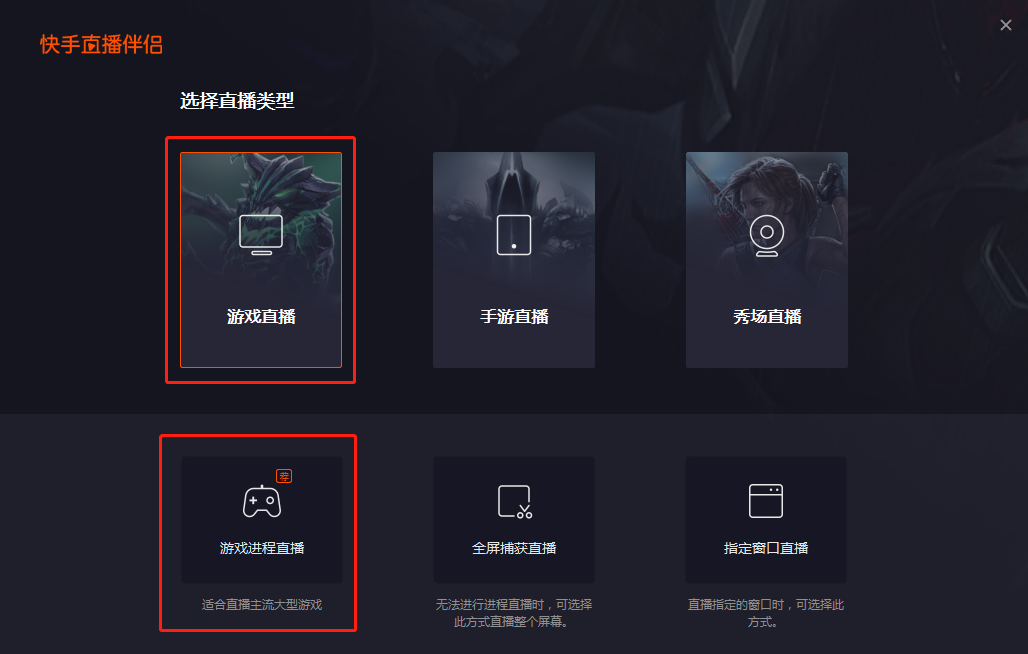 快手直播伴侣
选择直播类型
游戏直播
手游直播
秀场直播
荐
游戏进程直播
全屏捕获直播
指定窗口直播
适合直播主流大型游戏
无法进行进程直播时，可选择
此方式直播整个屏幕。
直播指定的窗口时，可选择此
方式。